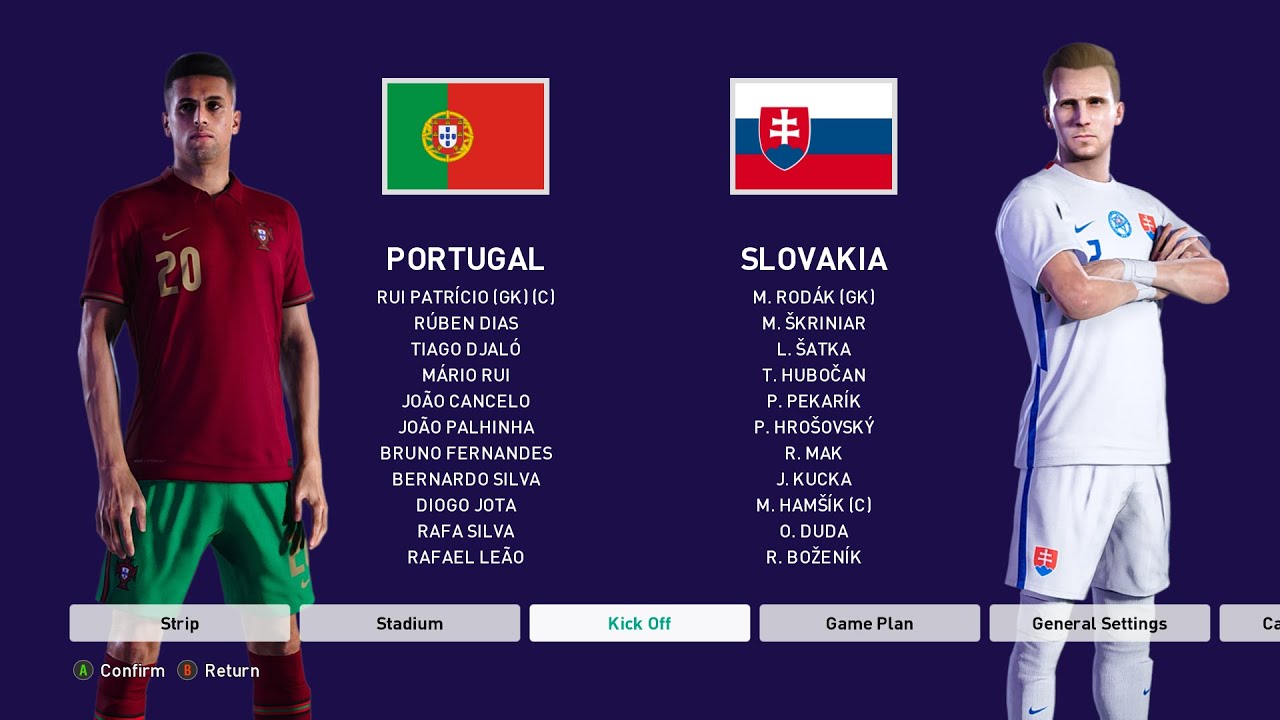 20
PORTUGAL
RUI PATRÍCIO (GK) (C)
RÚBEN DIAS
TIAGO DJALÓ
MÁRIO RUI
JOÃO CANCELO
JOÃO PALHINHA
BRUNO FERNANDES
BERNARDO SILVA
DIOGO JOTA
RAFA SILVA
RAFAEL LEÃO
SLOVAKIA
M. RODÁK (GK)
M. ŠKRINIAR
L. ŠATKA
T. HUBOČAN
P. PEKARÍK
P. HROŠOVSKÝ
R. MAK
J. KUCKA
M. HAMŠÍK (C)
O. DUDA
R. BOŽENÍK
Strip
Stadium
Kick Off
Game Plan
General Settings
Ca
A Confirm B Return